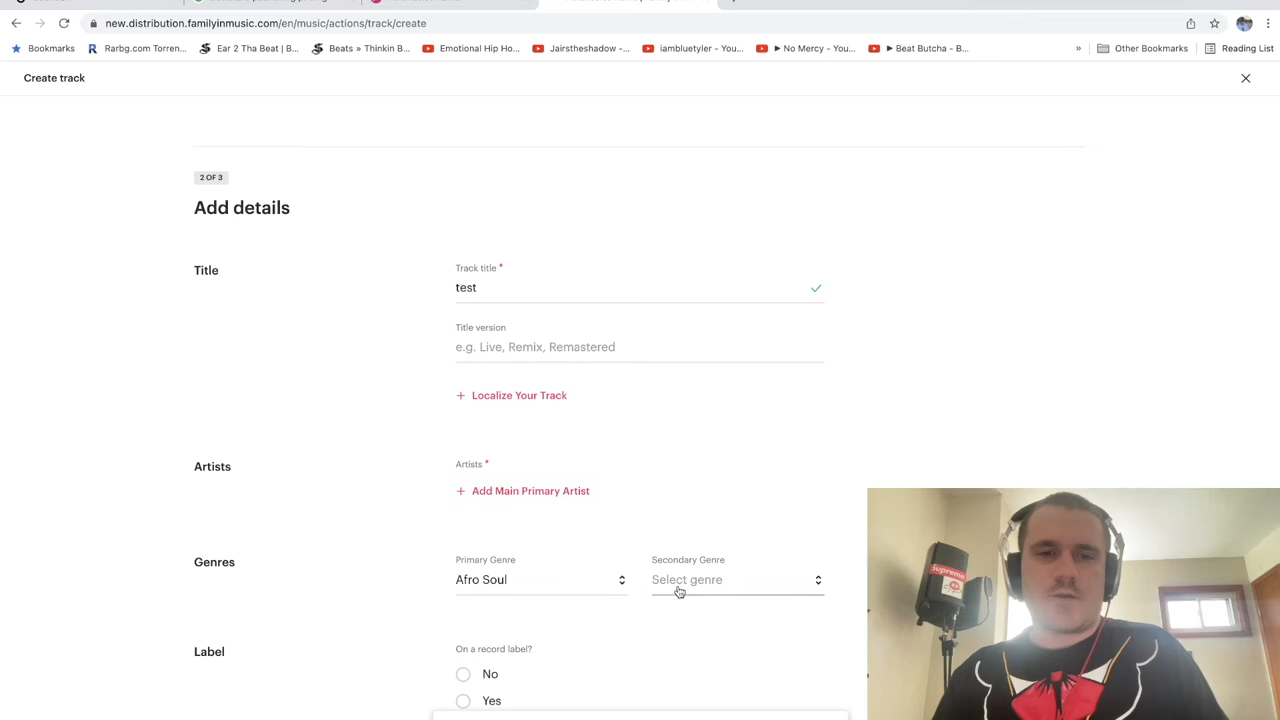 new.distribution.familyinmusic.com/en/music/actions/track/create
Bookmarks
Rarbg.com Torren...
Ear 2 Tha Beat | B...
Beats » Thinkin B...
Emotional Hip Ho...
Jairstheshadow -...
iambluetyler - You...
No Mercy - You...
Beat Butcha - B...
»
Other Bookmarks
Reading List
Create track
2 OF 3
Add details
Title
Track title *
test
Title version
e.g. Live, Remix, Remastered
+ Localize Your Track
Artists
Artists *
+ Add Main Primary Artist
Genres
Primary Genre
Secondary Genre
Afro Soul
Select genre
Label
On a record label?
No
Yes
Supreme